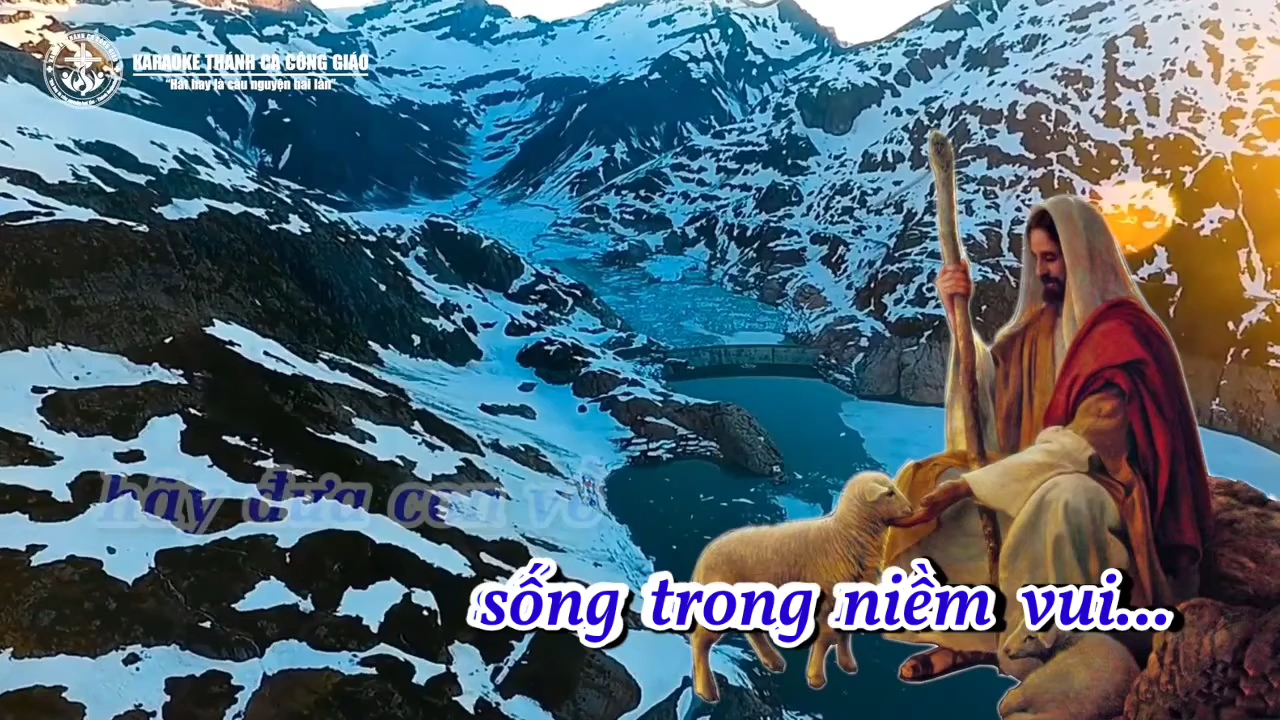 KARAOKE THÁNH CA CÔNG GIÁO
"Hát hay là cầu nguyện hai lần"
hãy đưa con về
sống trong niềm vui...